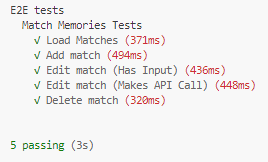 E2E tests
Match Memories Tests
√ Load Matches (371ms)
√ Add match (494ms)
√ Edit match (Has Input) (436ms)
√ Edit match (Makes API Call) (448ms)
√ Delete match (320ms)
5 passing (3s)